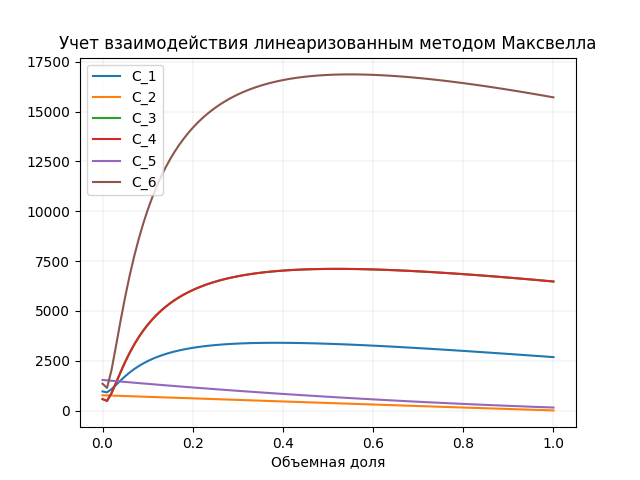 Учет взаимодействия линеаризованным методом Максвелла
17500
15000
12500
10000
7500
5000
2500
0
C_1
C_2
C_3
C_4
C_5
C_6
0.0 0.2 0.4 0.6 0.8 1.0
Объемная доля